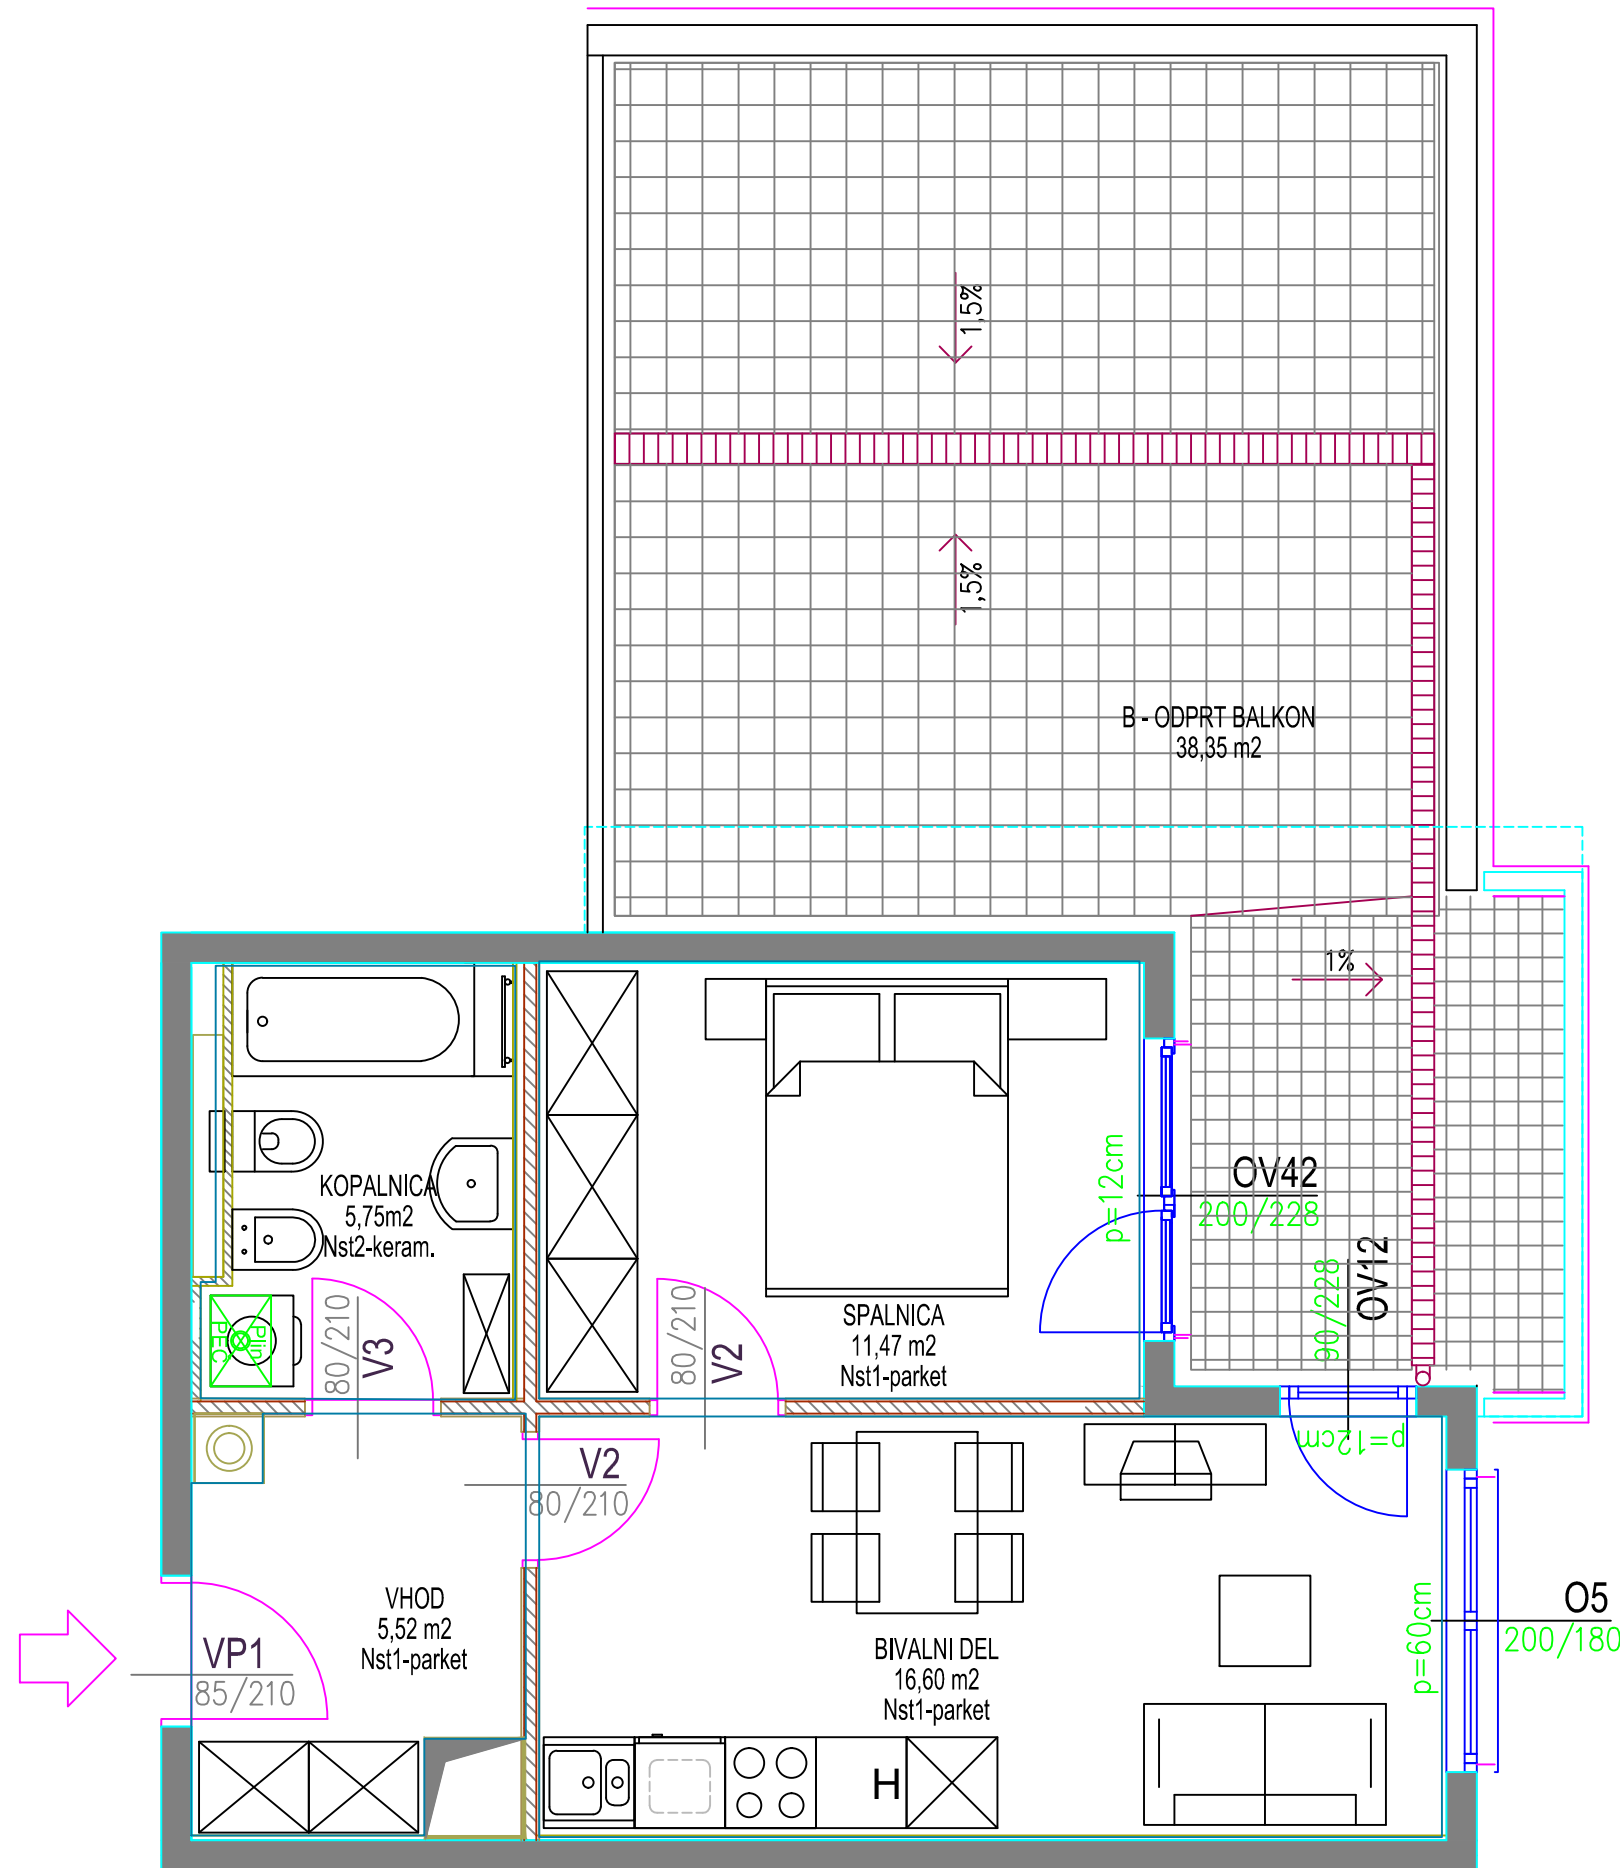 1,5%
1,5%
B - ODPRT BALKON
38,35 m2
1%
p=12cm
OV42
200/228
90/228
OV12
p=12cm
KOPALNICA
5,75m2
Nst2-keram.
Plin
PEČ
80/210
V3
80/210
V2
SPALNICA
11,47 m2
Nst1-parket
V2
80/210
VHOD
5,52 m2
Nst1-parket
VP1
85/210
BIVALNI DEL
16,60 m2
Nst1-parket
H
p=60cm
O5
200/180